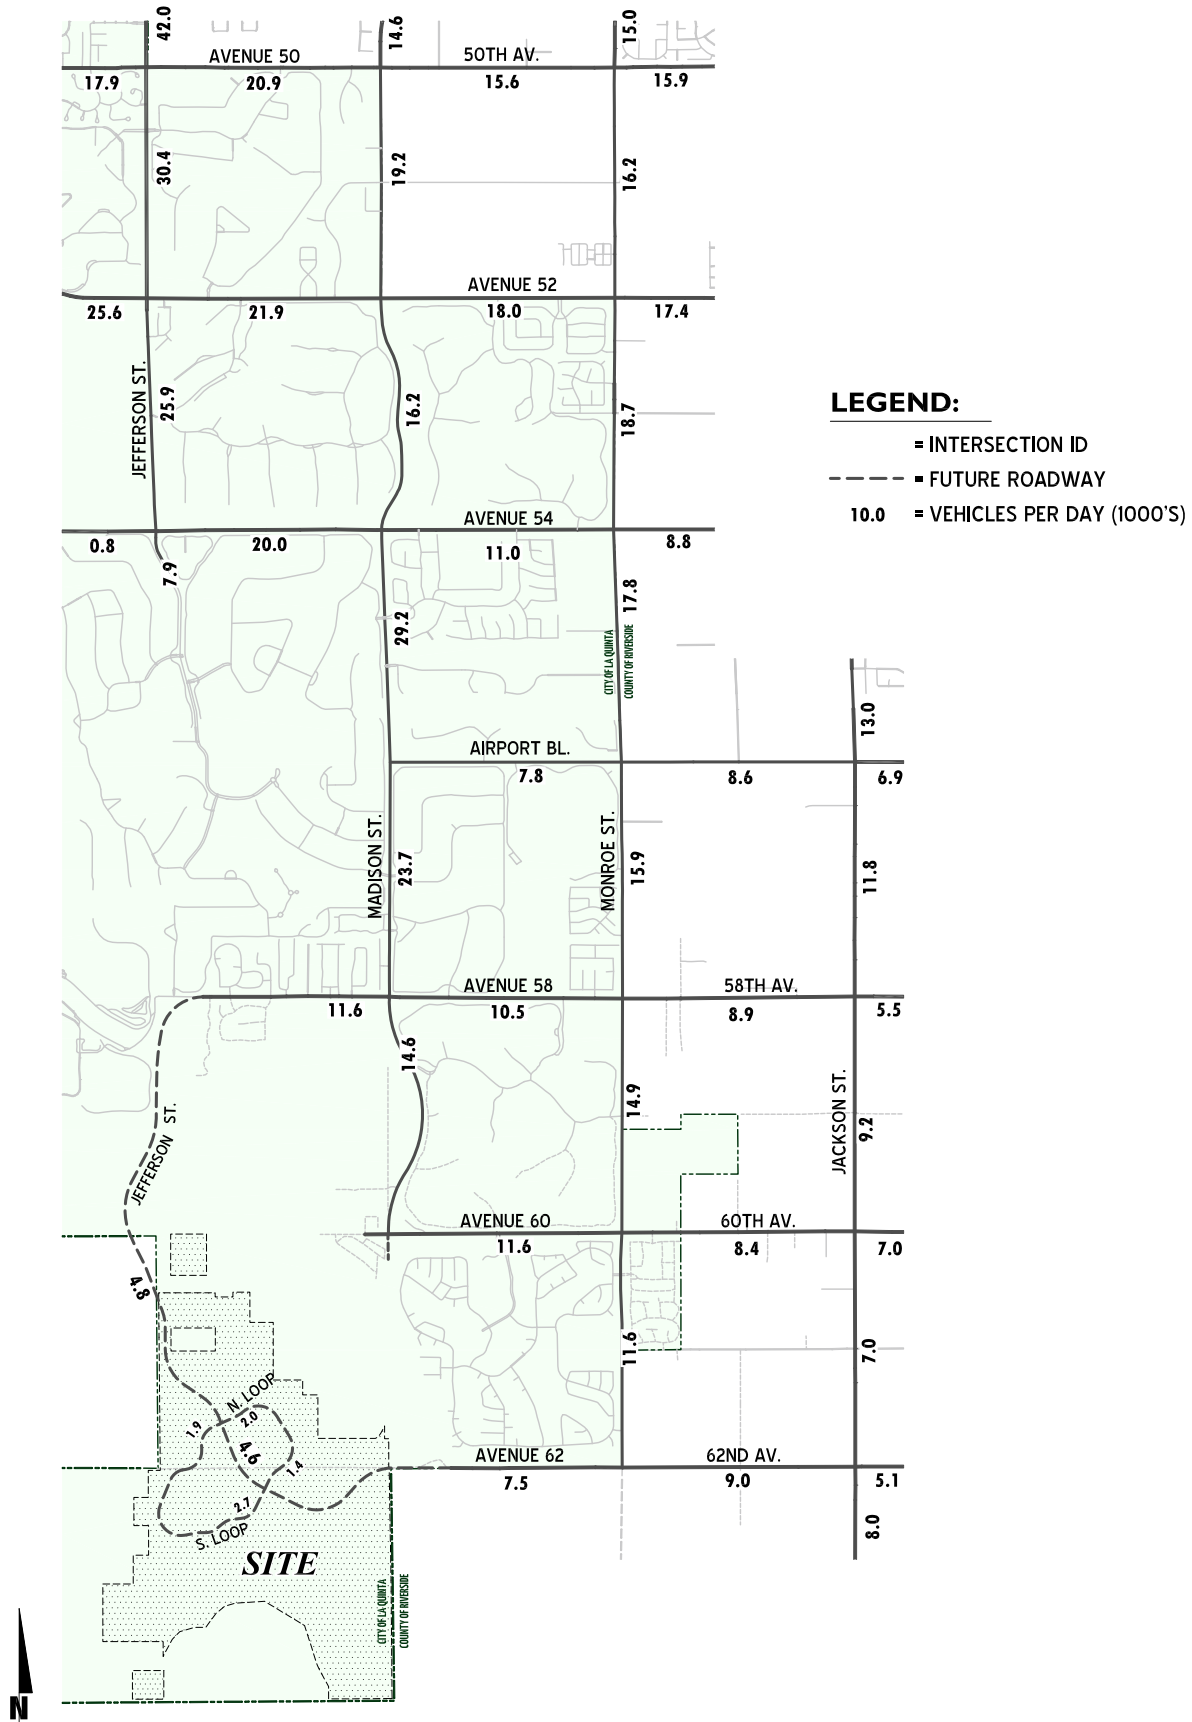 42.0
14.6
15.0
AVENUE 50
50TH AV.
17.9
20.9
15.6
15.9
30.4
19.2
16.2
AVENUE 52
25.6
21.9
18.0
17.4
JEFFERSON ST.
25.9
16.2
18.7
LEGEND:
= INTERSECTION ID
= FUTURE ROADWAY
10.0 = VEHICLES PER DAY (1000'S)
AVENUE 54
0.8
20.0
11.0
8.8
7.9
29.2
17.8
CITY OF LA QUINTA
COUNTY OF RIVERSIDE
13.0
AIRPORT BL.
7.8
8.6
6.9
MADISON ST.
23.7
MONROE ST.
15.9
11.8
AVENUE 58
58TH AV.
11.6
10.5
8.9
5.5
14.6
14.9
JACKSON ST.
9.2
JEFFERSON ST.
AVENUE 60
60TH AV.
11.6
8.4
7.0
4.8
11.6
7.0
N. LOOP
1.9
2.0
4.6
1.4
AVENUE 62
62ND AV.
7.5
9.0
5.1
2.7
S. LOOP
8.0
SITE
CITY OF LA QUINTA
COUNTY OF RIVERSIDE
N